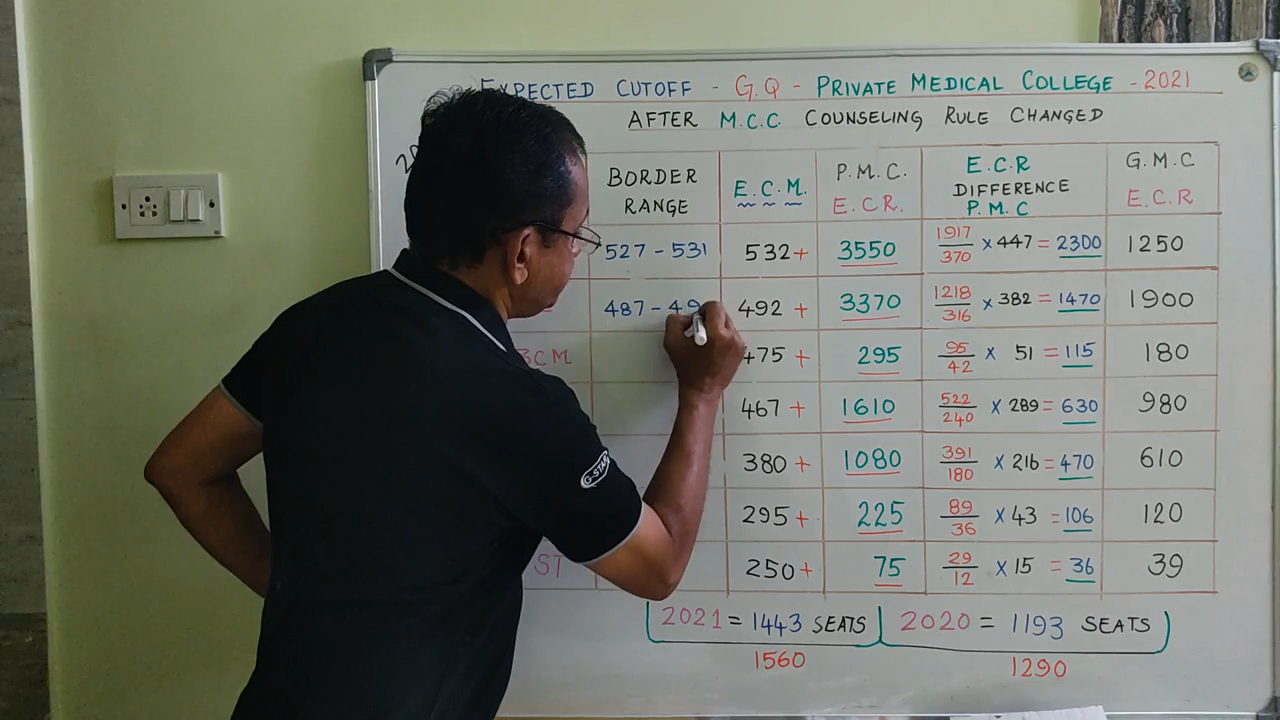 EXPECTED CUTOFF - G.Q - PRIVATE MEDICAL COLLEGE - 2021
AFTER M.C.C COUNSELING RULE CHANGED
BORDER RANGE E.C.M. P.M.C. E.CR. E.C.R DIFFERENCE P.M.C G.M.C E.C.R
527 - 531 532+ 3550 1917/370 × 447 = 2300 1250
487 - 49 492 + 3370 1218/316 × 382 = 1470 1900
BCM 475 + 295 95/42 × 51 = 115 180
467 + 1610 522/240 × 289 = 630 980
380 + 1080 391/180 × 216 = 470 610
295 + 225 89/36 × 43 = 106 120
ST 250 + 75 29/12 × 15 = 36 39
2021 = 1443 SEATS 2020 = 1193 SEATS
1560 1290
G-STAR